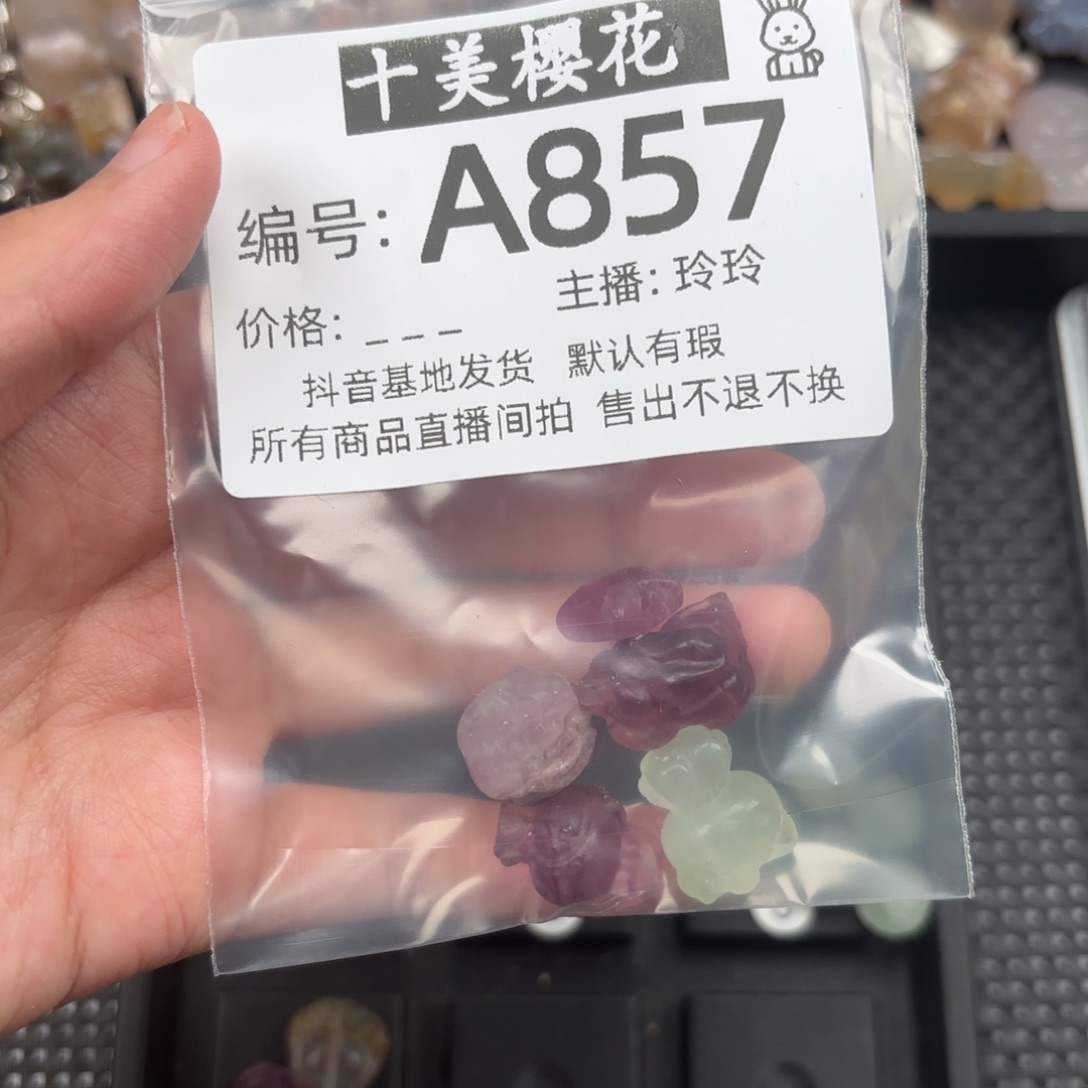 十美樱花
编号: A857
价格: _ _ _ 主播: 玲玲
抖音基地发货 默认有瑕
所有商品直播间拍 售出不退不换